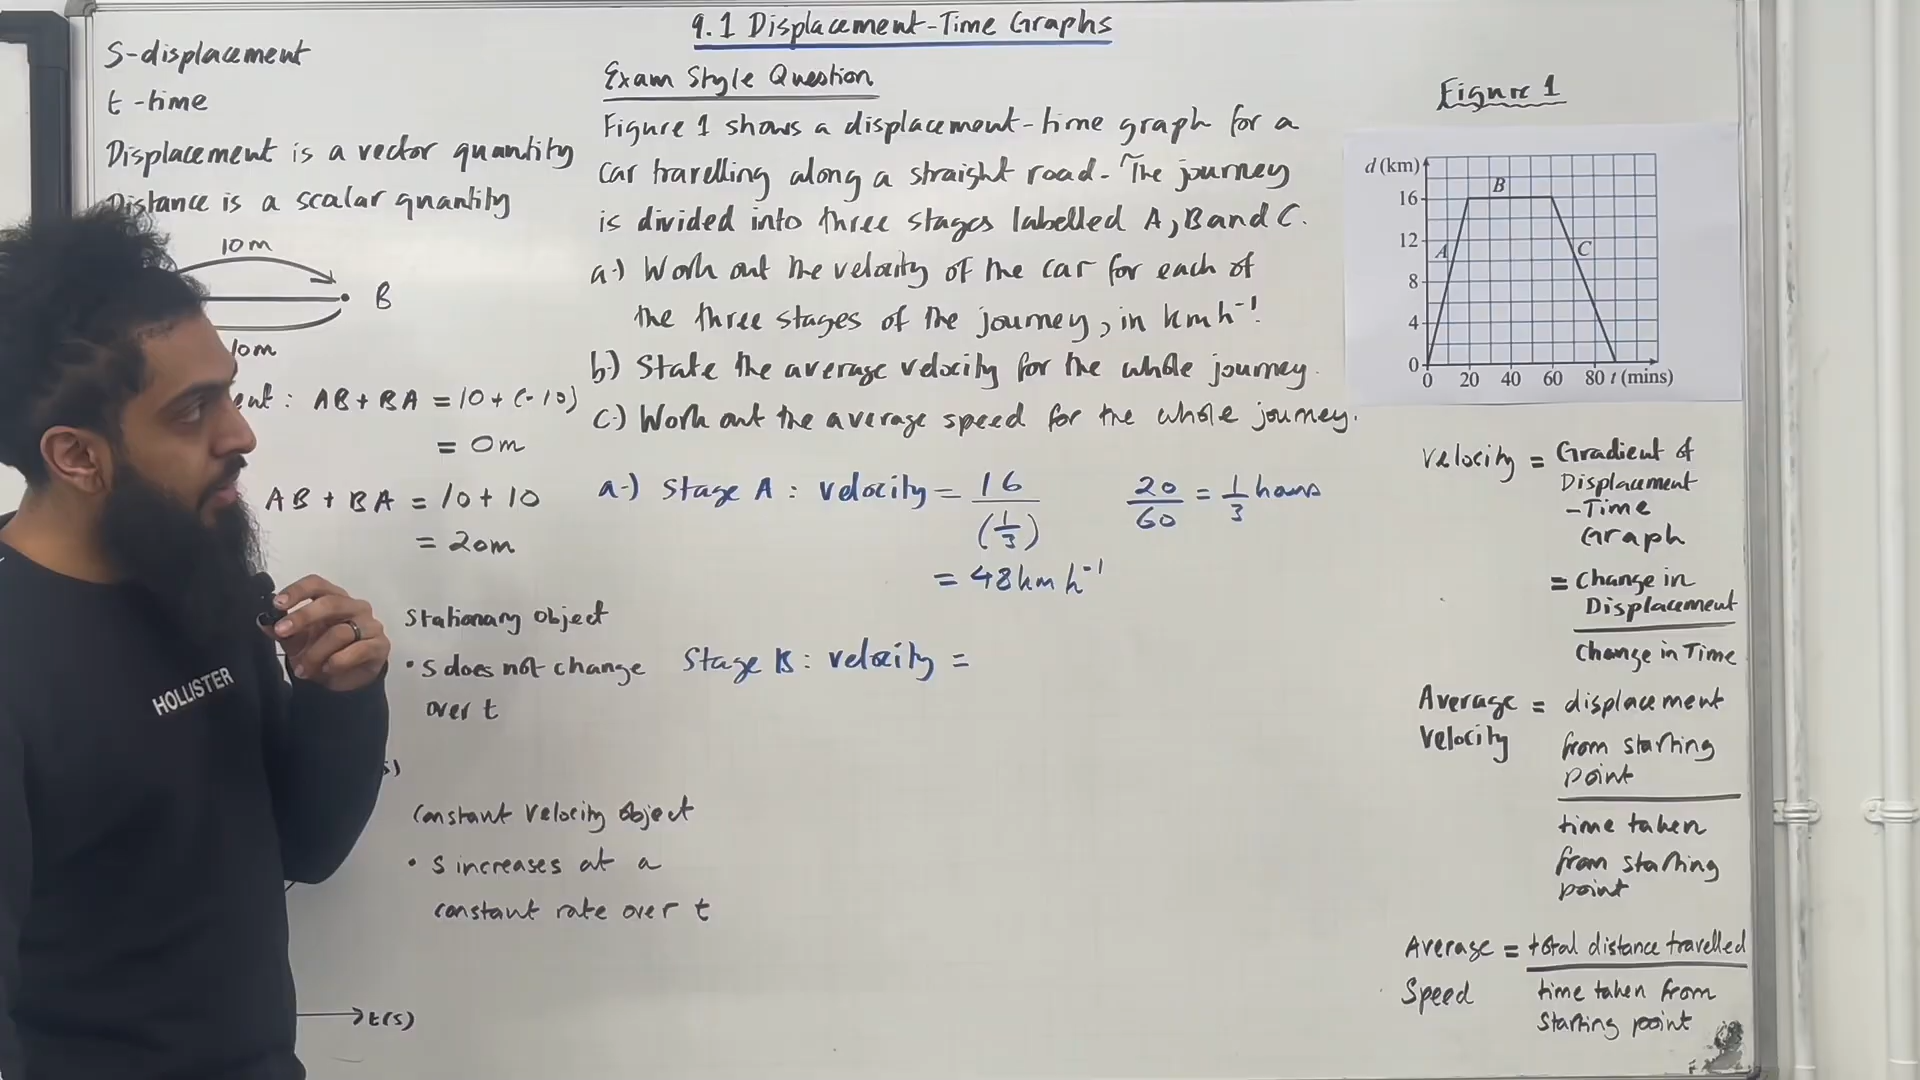 9.1 Displacement-Time Graphs
S-displacement
t-time
Displacement is a vector quantity
Distance is a scalar quantity
10m
B
10m
: AB + BA = 10 + (-10)
= 0m
AB + BA = 10 + 10
= 20m
Stationary object
• s does not change
over t
Constant velocity object
• s increases at a
constant rate over t
t(s)
HOLLISTER
Exam Style Question
Figure 1 shows a displacement-time graph for a
car travelling along a straight road. The journey
is divided into three stages labelled A, B and C.
a.) Work out the velocity of the car for each of
the three stages of the journey, in kmh⁻¹.
b.) State the average velocity for the whole journey.
c.) Work out the average speed for the whole journey.
a.) Stage A : velocity = 16/(1/3) 20/60 = 1/3 hours
= 48kmh⁻¹
Stage B : velocity =
Figure 1
d (km)
16
12
8
4
0
A
B
C
0 20 40 60 80 t (mins)
Velocity = Gradient of
Displacement
-Time
Graph
= Change in
Displacement
Change in Time
Average = displacement
Velocity from starting
point
time taken
from starting
point
Average = total distance travelled
Speed time taken from
starting point